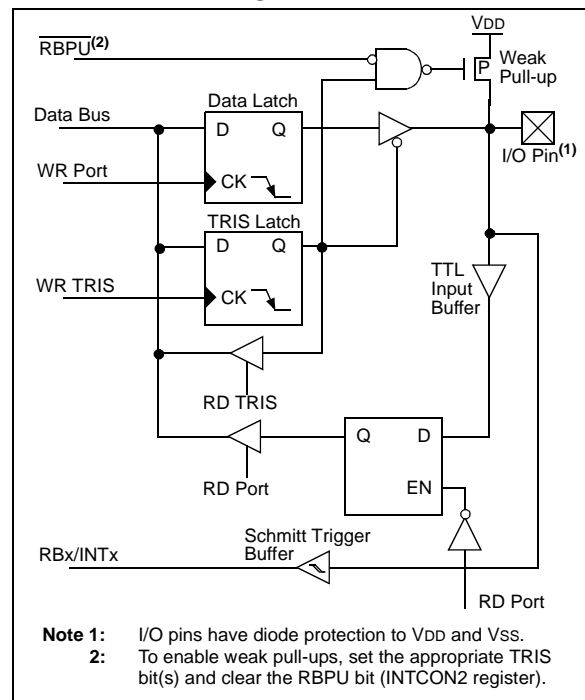 VDD
RBPU(2)
Weak
Pull-up
P
Data Latch
Data Bus
D Q
I/O Pin(1)
WR Port
CK
TRIS Latch
D Q
TTL
Input
Buffer
WR TRIS
CK
RD TRIS
Q D
RD Port
EN
Schmitt Trigger
Buffer
RBx/INTx
RD Port
Note 1: I/O pins have diode protection to VDD and VSS.
2: To enable weak pull-ups, set the appropriate TRIS
bit(s) and clear the RBPU bit (INTCON2 register).